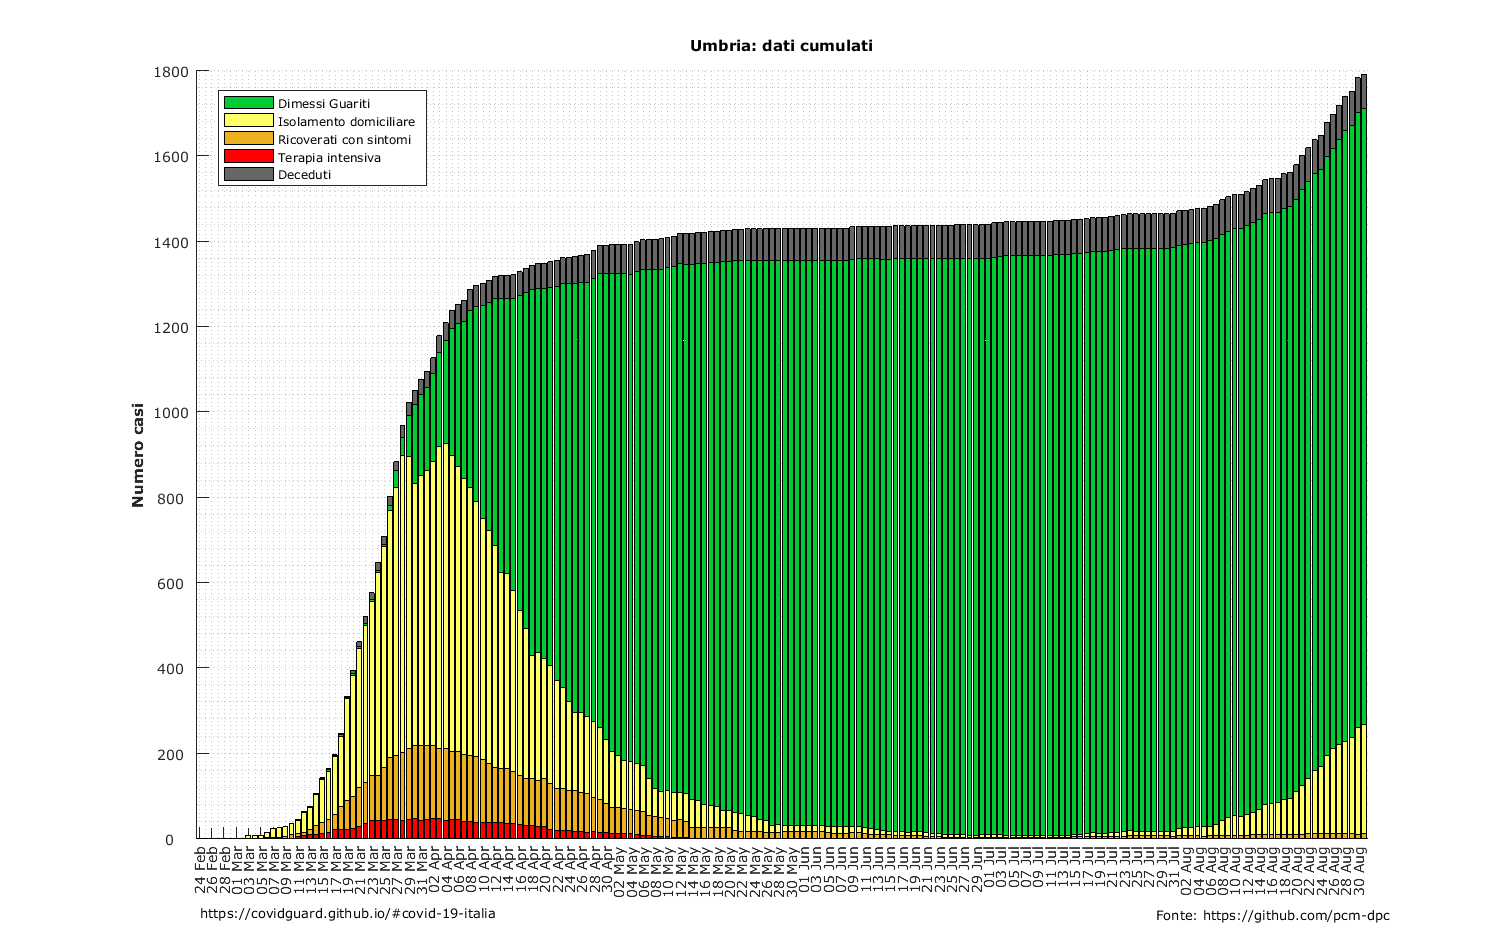 Umbria: dati cumulati
Dimessi Guariti
Isolamento domiciliare
Ricoverati con sintomi
Terapia intensiva
Deceduti
Numero casi
1800
1600
1400
1200
1000
800
600
400
200
0
24 Feb
26 Feb
28 Feb
01 Mar
03 Mar
05 Mar
07 Mar
09 Mar
11 Mar
13 Mar
15 Mar
17 Mar
19 Mar
21 Mar
23 Mar
25 Mar
27 Mar
29 Mar
31 Mar
02 Apr
04 Apr
06 Apr
08 Apr
10 Apr
12 Apr
14 Apr
16 Apr
18 Apr
20 Apr
22 Apr
24 Apr
26 Apr
28 Apr
30 Apr
02 May
04 May
06 May
08 May
10 May
12 May
14 May
16 May
18 May
20 May
22 May
24 May
26 May
28 May
30 May
01 Jun
03 Jun
05 Jun
07 Jun
09 Jun
11 Jun
13 Jun
15 Jun
17 Jun
19 Jun
21 Jun
23 Jun
25 Jun
27 Jun
29 Jun
01 Jul
03 Jul
05 Jul
07 Jul
09 Jul
11 Jul
13 Jul
15 Jul
17 Jul
19 Jul
21 Jul
23 Jul
25 Jul
27 Jul
29 Jul
31 Jul
02 Aug
04 Aug
06 Aug
08 Aug
10 Aug
12 Aug
14 Aug
16 Aug
18 Aug
20 Aug
22 Aug
24 Aug
26 Aug
28 Aug
30 Aug
https://covidguard.github.io/#covid-19-italia
Fonte: https://github.com/pcm-dpc